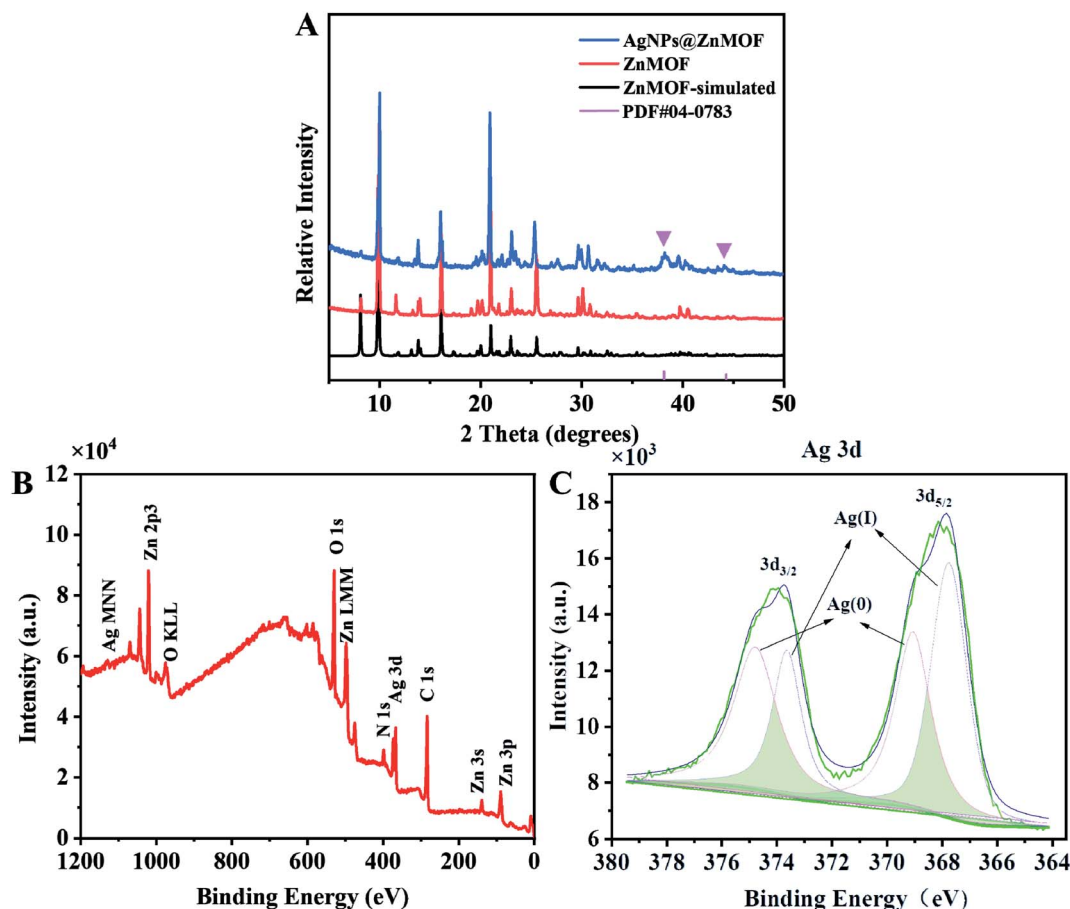 A
AgNPs@ZnMOF
ZnMOF
ZnMOF-simulated
PDF#04-0783
Relative Intensity
10 20 30 40 50
2 Theta (degrees)
B
×10⁴
12
10
8
6
4
2
0
Intensity (a.u.)
Ag MNN
Zn 2p3
O KLL
O 1s
Zn LMM
N 1s
Ag 3d
C 1s
Zn 3s
Zn 3p
1200 1000 800 600 400 200 0
Binding Energy (eV)
C
×10³
Ag 3d
18
16
14
12
10
8
6
Intensity (a.u.)
3d5/2
Ag(I)
3d3/2
Ag(0)
380 378 376 374 372 370 368 366 364
Binding Energy（eV）